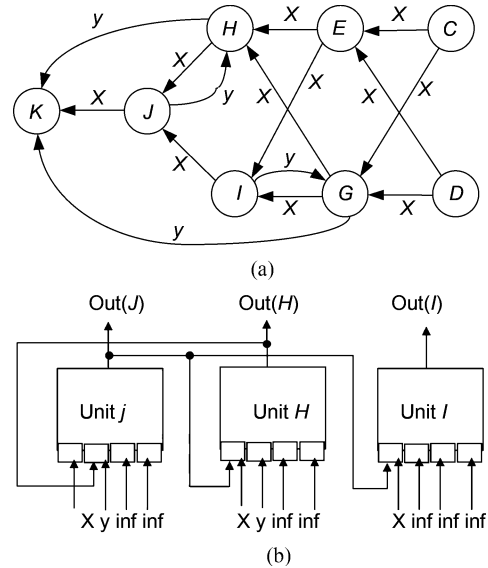 y
H
X
E
X
C
X
y
X
X
X
X
K
X
J
X
y
I
X
G
X
D
y
(a)
Out(J)
Out(H)
Out(I)
Unit j
Unit H
Unit I
X y inf inf
X y inf inf
X inf inf inf
(b)